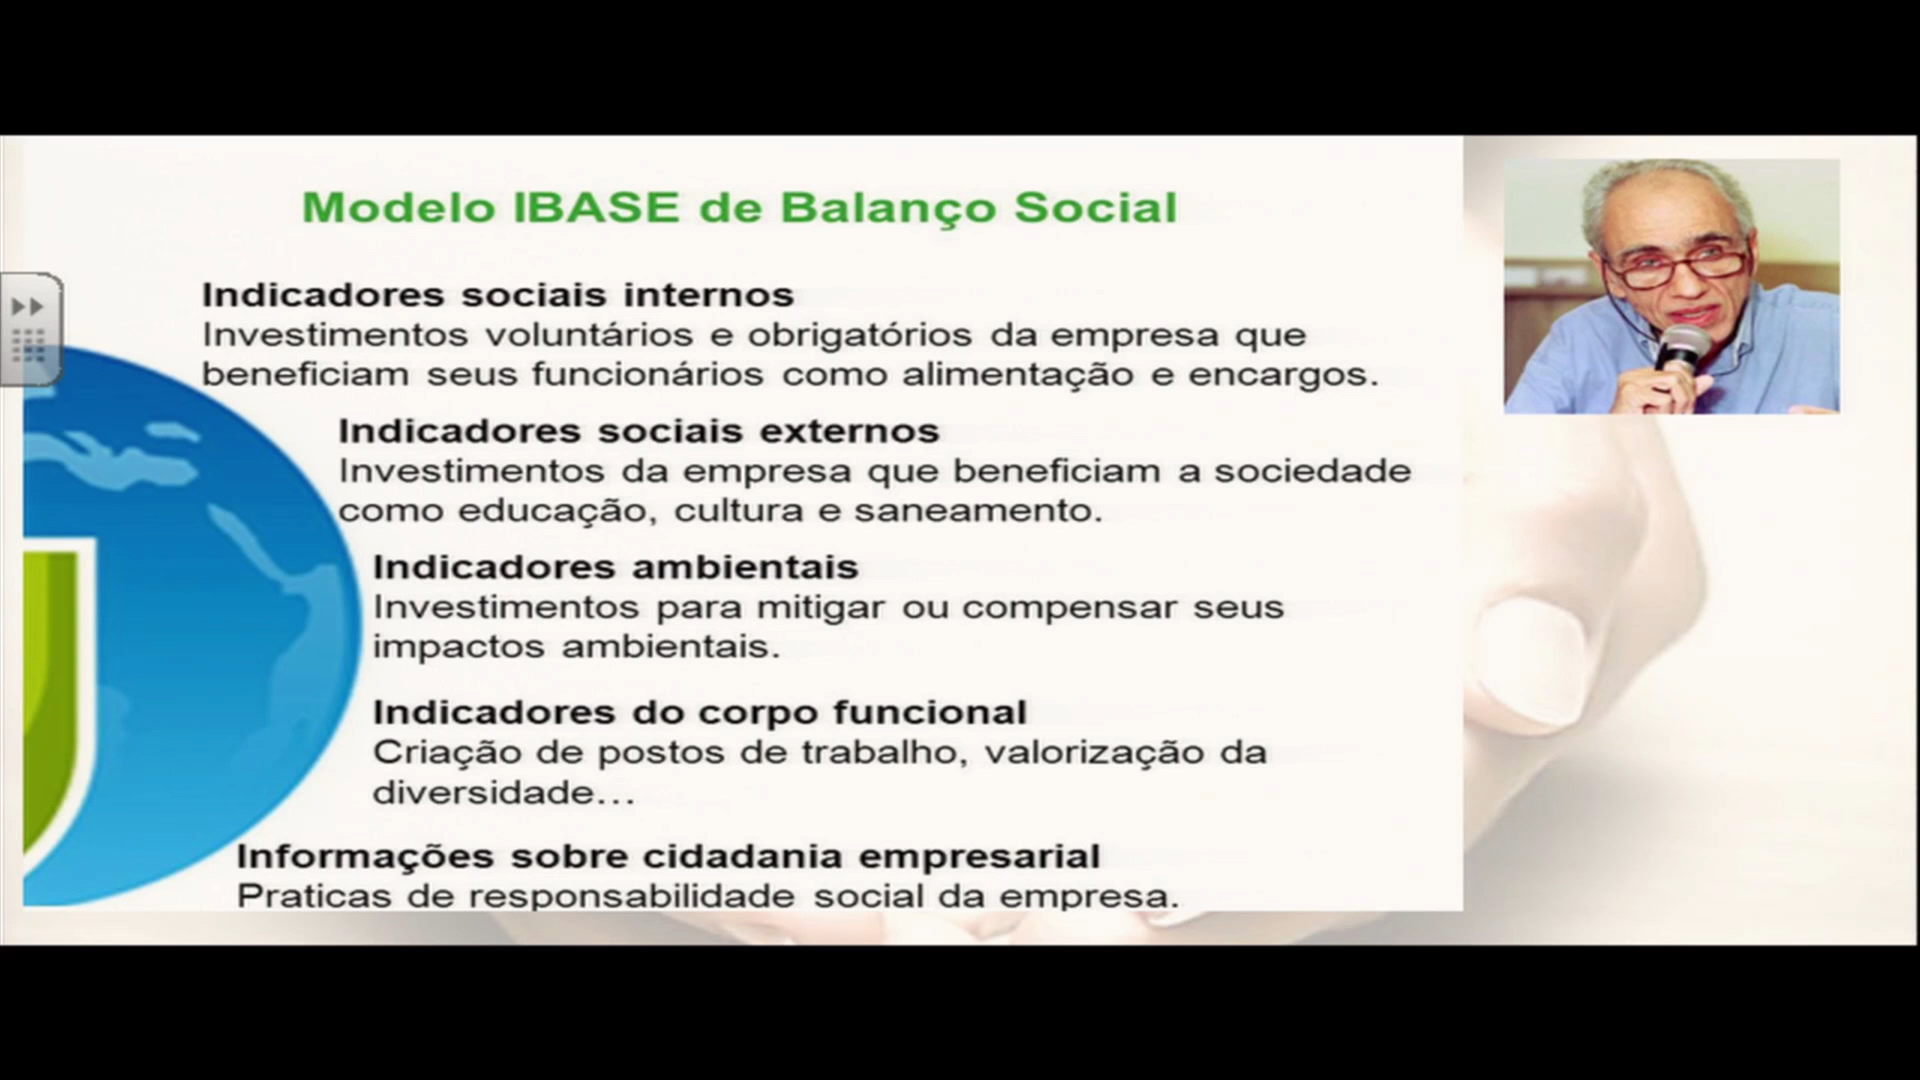 Modelo IBASE de Balanço Social
Indicadores sociais internos
Investimentos voluntários e obrigatórios da empresa que
beneficiam seus funcionários como alimentação e encargos.
Indicadores sociais externos
Investimentos da empresa que beneficiam a sociedade
como educação, cultura e saneamento.
Indicadores ambientais
Investimentos para mitigar ou compensar seus
impactos ambientais.
Indicadores do corpo funcional
Criação de postos de trabalho, valorização da
diversidade...
Informações sobre cidadania empresarial
Praticas de responsabilidade social da empresa.